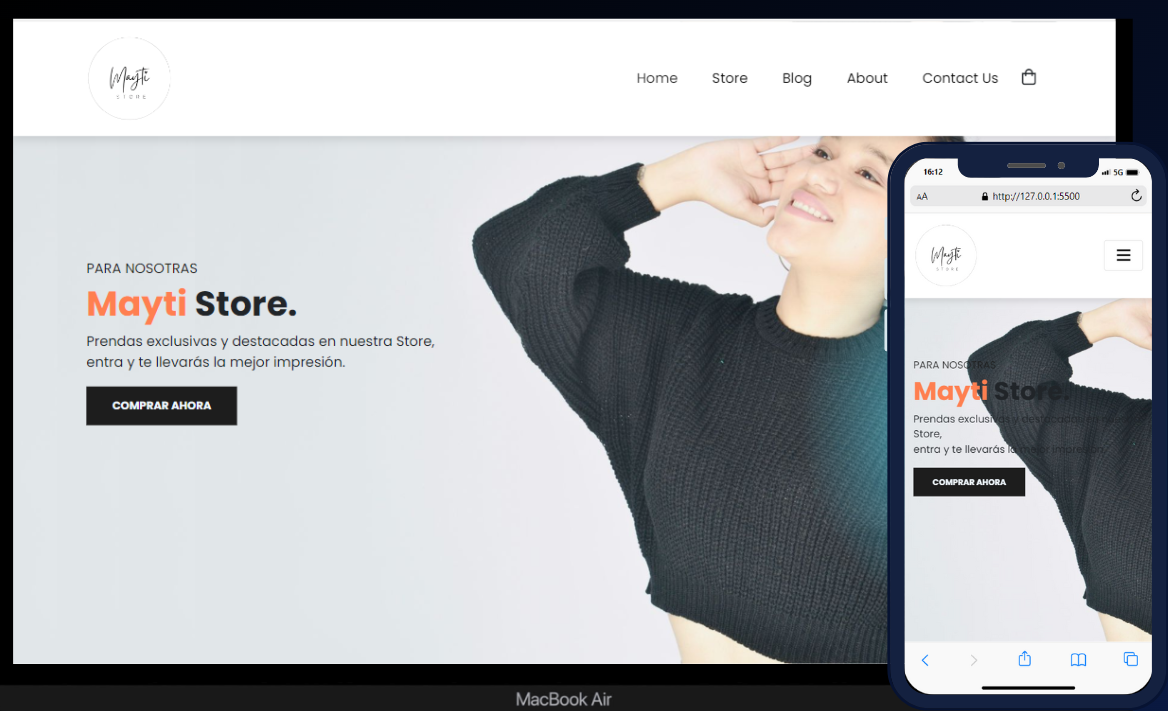 Mayti
STORE
Home Store Blog About Contact Us
PARA NOSOTRAS
Mayti Store.
Prendas exclusivas y destacadas en nuestra Store,
entra y te llevarás la mejor impresión.
COMPRAR AHORA
MacBook Air
16:12 5G
AA http://127.0.0.1:5500
Mayti
STORE
PARA NOSOTRAS
Mayti Store.
Prendas exclusivas y destacadas en
Store,
entra y te llevarás la mejor impresión.
COMPRAR AHORA